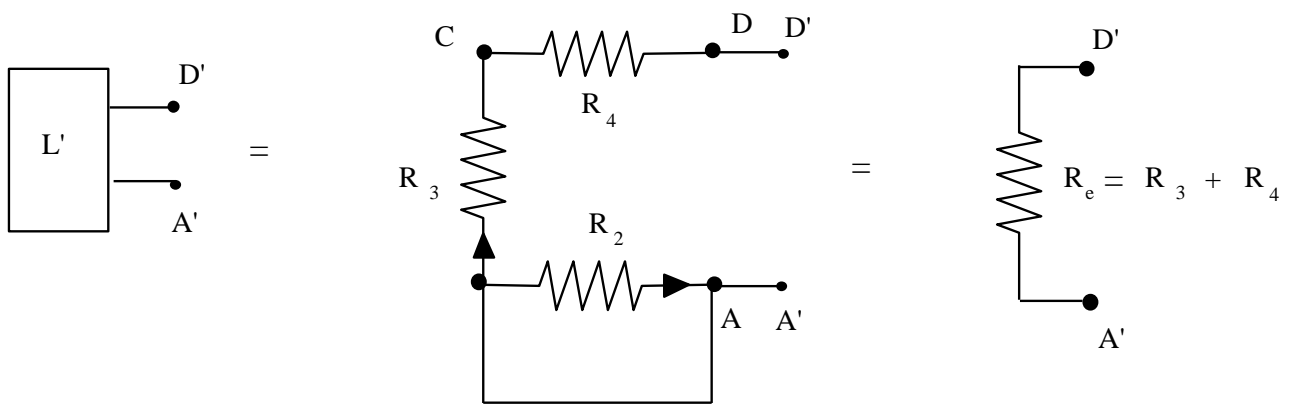 D'
L'
A'
=
C
D
D'
R4
R3
R2
A
A'
=
D'
Re = R3 + R4
A'